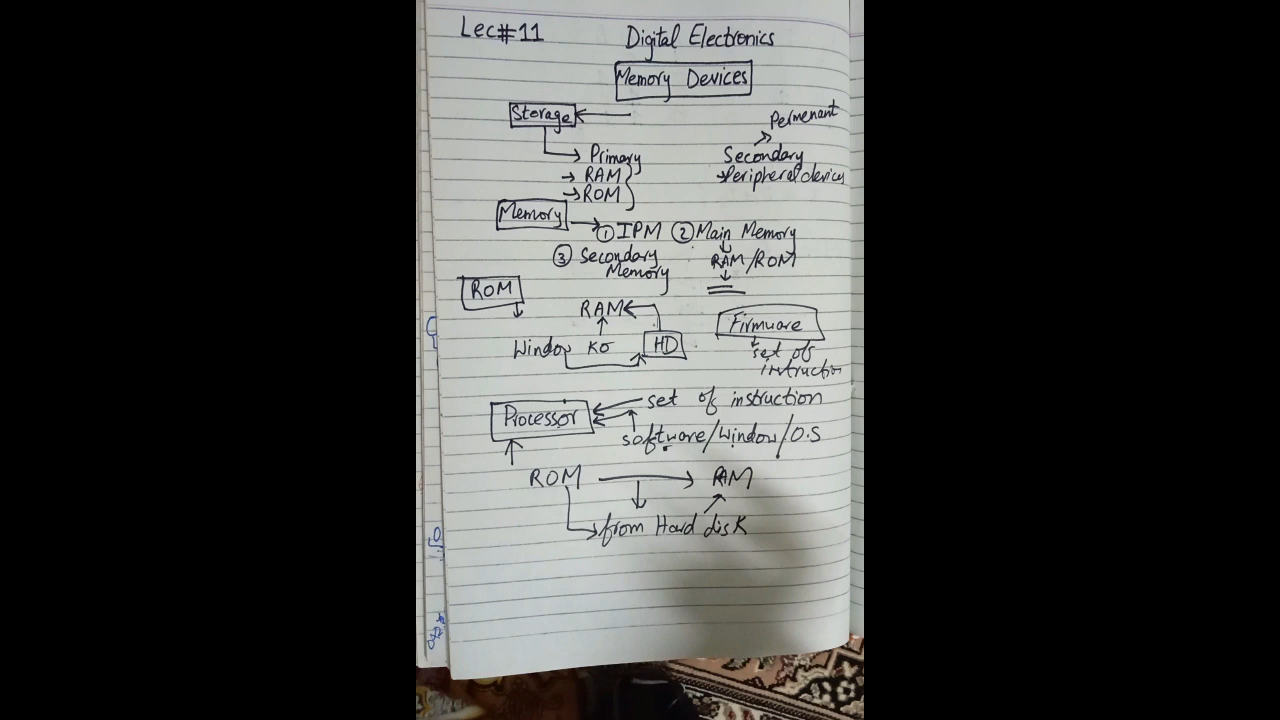 Lec#11 Digital Electronics
Memory Devices
Storage
Permenant
Primary Secondary
RAM Peripheral devices
ROM
Memory
① IPM ② Main Memory
③ Secondary RAM/ROM
Memory
ROM
RAM Firmware
Window KO HD set of
intruction
Processor set of instruction
software/Window/O.S
ROM RAM
from Hard disk